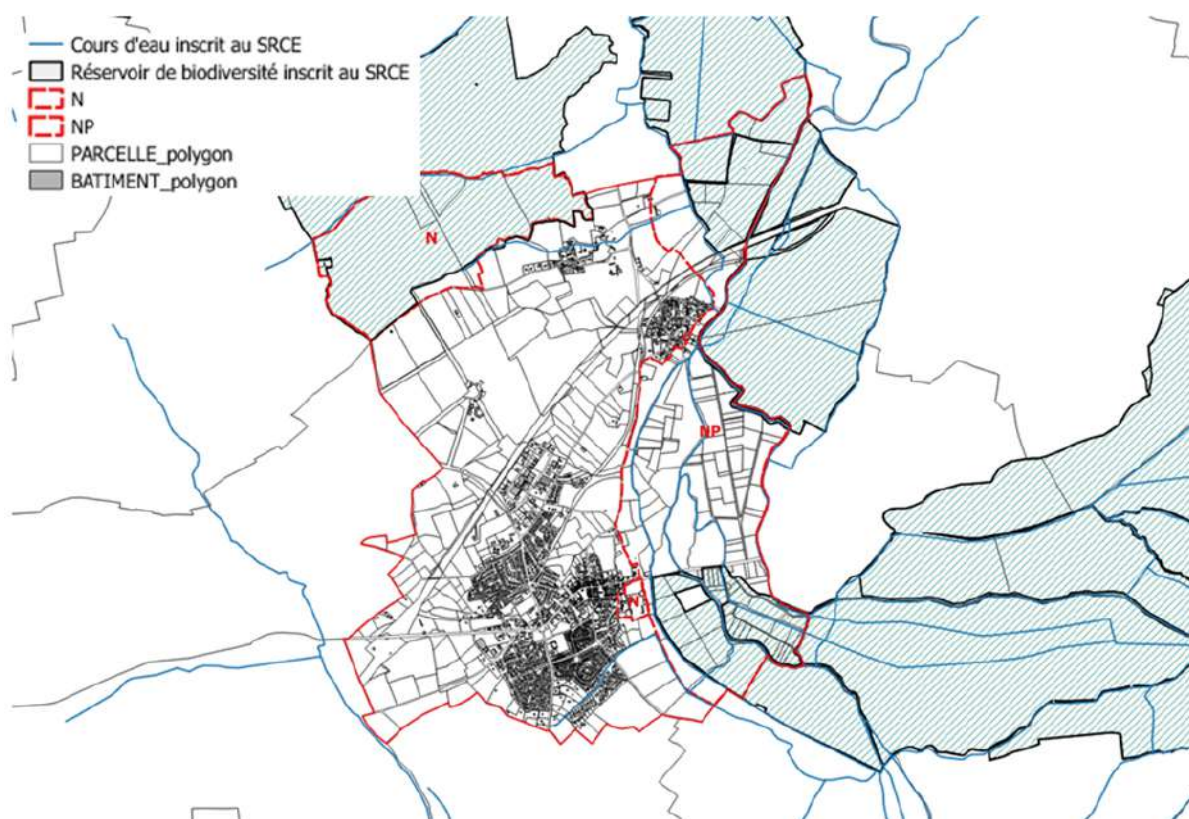 Cours d'eau inscrit au SRCE
Réservoir de biodiversité inscrit au SRCE
N
NP
PARCELLE_polygon
BATIMENT_polygon
N
NP
N